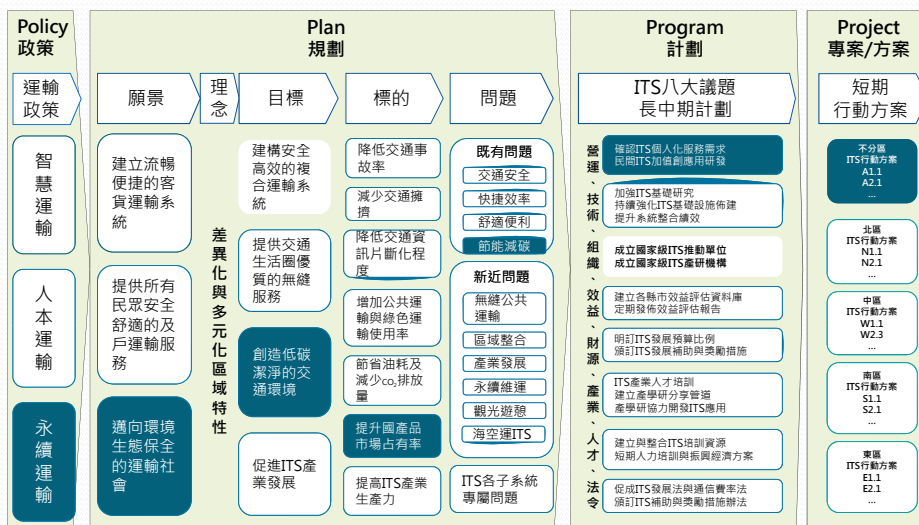 Policy
政策
Plan
規劃
Program
計劃
Project
專案/方案
運輸
政策
願景
理
念
目標
標的
問題
ITS八大議題
長中期計劃
短期
行動方案
智
慧
運
輸
人
本
運
輸
永
續
運
輸
建立流暢
便捷的客
貨運輸系
統
提供所有
民眾安全
舒適的及
戶運輸服
務
邁向環境
生態保全
的運輸社
會
差
異
化
與
多
元
化
區
域
特
性
建構安全
高效的複
合運輸系
統
提供交通
生活圈優
質的無縫
服務
創造低碳
潔淨的交
通環境
促進ITS產
業發展
降低交通事
故率
減少交通擁
擠
降低交通資
訊片斷化程
度
增加公共運
輸與綠色運
輸使用率
節省油耗及
減少co₂排放
量
提升國產品
市場占有率
提高ITS產業
生產力
既有問題
交通安全
快捷效率
舒適便利
節能減碳
新近問題
無縫公共
運輸
區域整合
產業發展
永續維運
觀光遊憩
海空運ITS
ITS各子系統
專屬問題
營
運
、
技
術
、
組
織
、
效
益
、
財
源
、
產
業
、
人
才
、
法
令
確認ITS個人化服務需求
民間ITS加值創應用研發
加強ITS基礎研究
持續強化ITS基礎設施佈建
提升系統整合績效
成立國家級ITS推動單位
成立國家級ITS產研機構
建立各縣市效益評估資料庫
定期發佈效益評估報告
明訂ITS發展預算比例
頒訂ITS發展補助與獎勵措施
ITS產業人才培訓
建立產學研分享管道
產學研協力開發ITS應用
建立與整合ITS培訓資源
短期人力培訓與振興經濟方案
促成ITS發展法與通信費率法
頒訂ITS補助與獎勵措施辦法
不分區
ITS行動方案
A1.1
A2.1
...
北區
ITS行動方案
N1.1
N2.1
...
中區
ITS行動方案
W1.1
W2.3
...
南區
ITS行動方案
S1.1
S2.1
...
東區
ITS行動方案
E1.1
E2.1
...